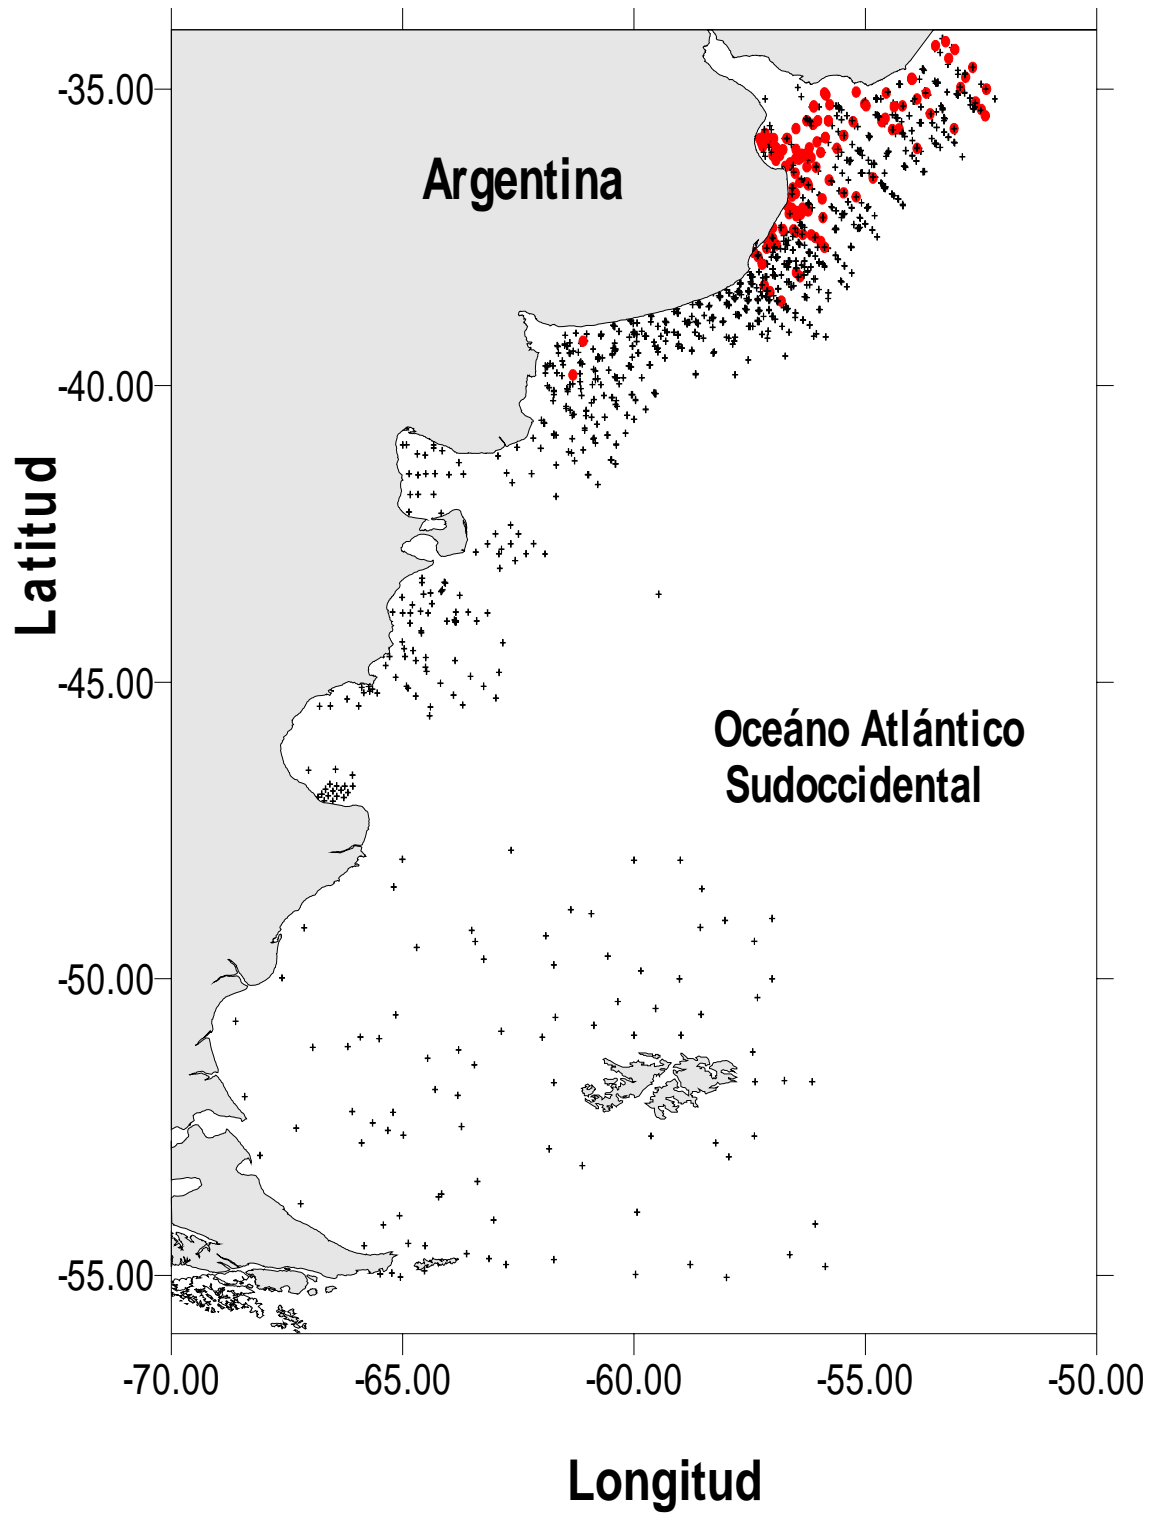 -35.00
Argentina
-40.00
Latitud
-45.00
Oceáno Atlántico
Sudoccidental
-50.00
-55.00
-70.00 -65.00 -60.00 -55.00 -50.00
Longitud